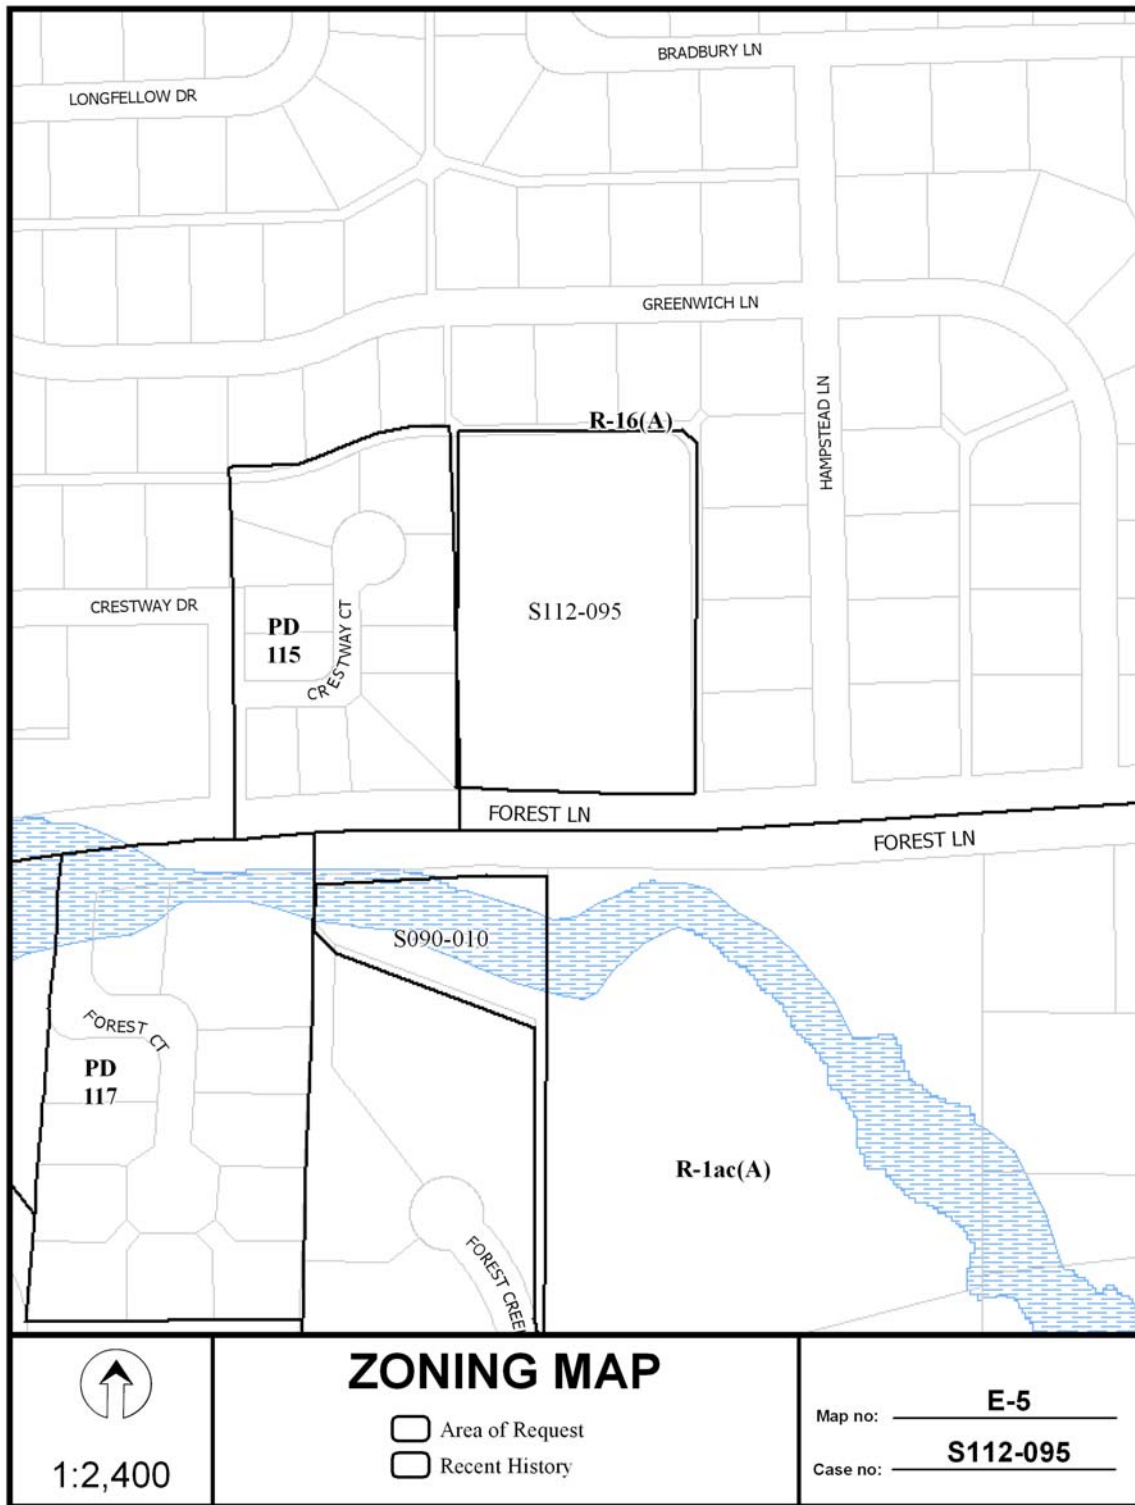 BRADBURY LN
LONGFELLOW DR
GREENWICH LN
HAMPSTEAD LN
R-16(A)
S112-095
CRESTWAY DR
PD
115
CRESTWAY CT
FOREST LN
FOREST LN
S090-010
FOREST CT
PD
117
R-1ac(A)
FOREST CREEK
ZONING MAP
Area of Request
Recent History
1:2,400
Map no: E-5
Case no: S112-095